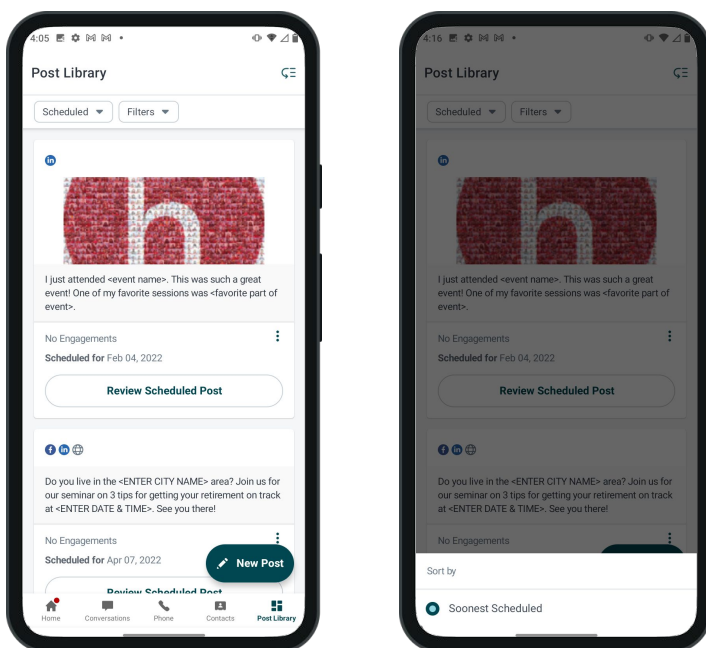 4:05
Post Library
Scheduled
Filters
in
h
I just attended <event name>. This was such a great
event! One of my favorite sessions was <favorite part of
event>.
No Engagements
Scheduled for Feb 04, 2022
Review Scheduled Post
f in
Do you live in the <ENTER CITY NAME> area? Join us for
our seminar on 3 tips for getting your retirement on track
at <ENTER DATE & TIME>. See you there!
No Engagements
Scheduled for Apr 07, 2022
New Post
Review Scheduled Post
Home Conversations Phone Contacts Post Library
4:16
Post Library
Scheduled
Filters
in
h
I just attended <event name>. This was such a great
event! One of my favorite sessions was <favorite part of
event>.
No Engagements
Scheduled for Feb 04, 2022
Review Scheduled Post
f in
Do you live in the <ENTER CITY NAME> area? Join us for
our seminar on 3 tips for getting your retirement on track
at <ENTER DATE & TIME>. See you there!
No Engagements
Sort by
Soonest Scheduled